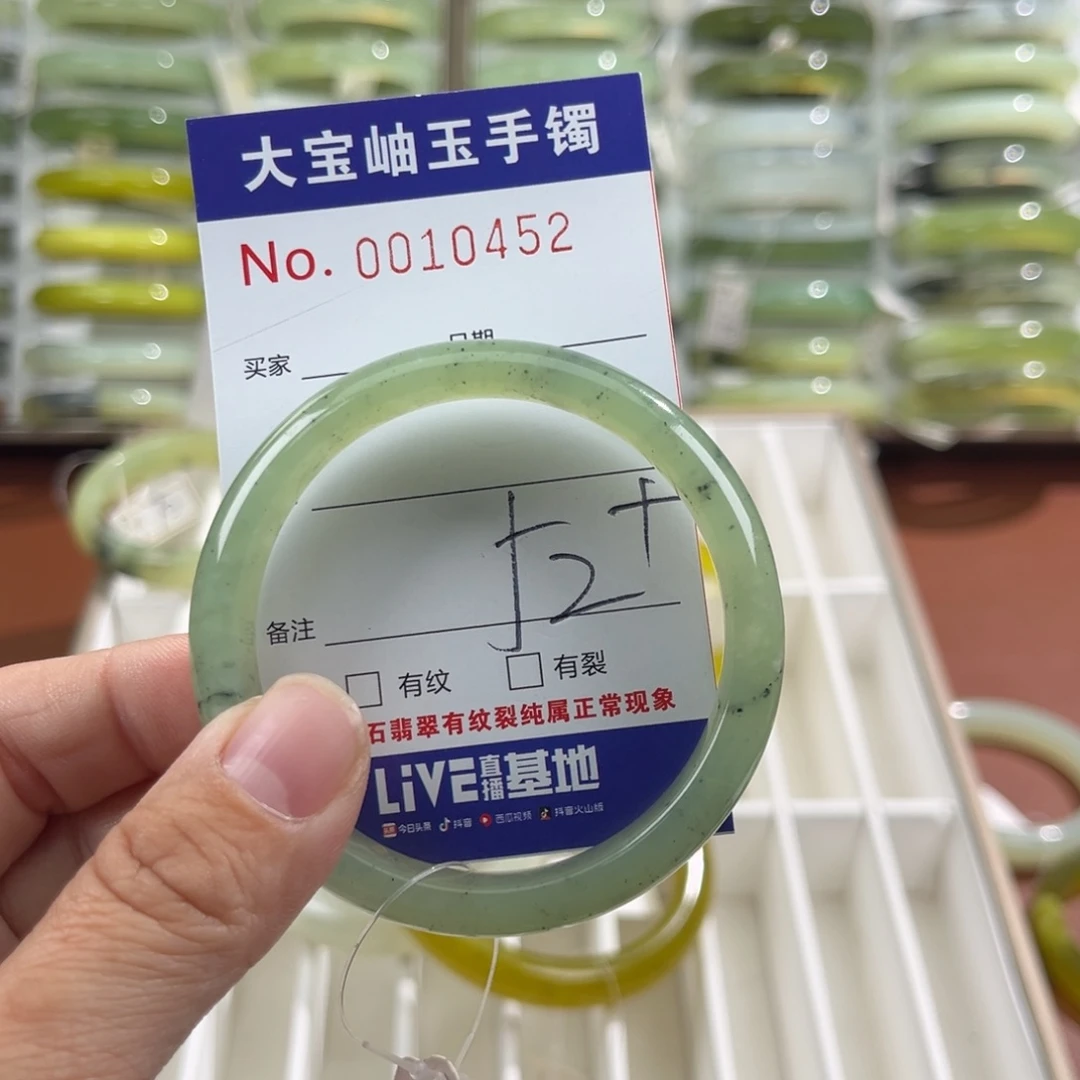 大宝岫玉手镯
No. 0010452
买家 日期
J2+
备注
有纹 有裂
石翡翠有纹裂纯属正常现象
LiVE直播基地
今日头条 抖音 西瓜视频 抖音火山版